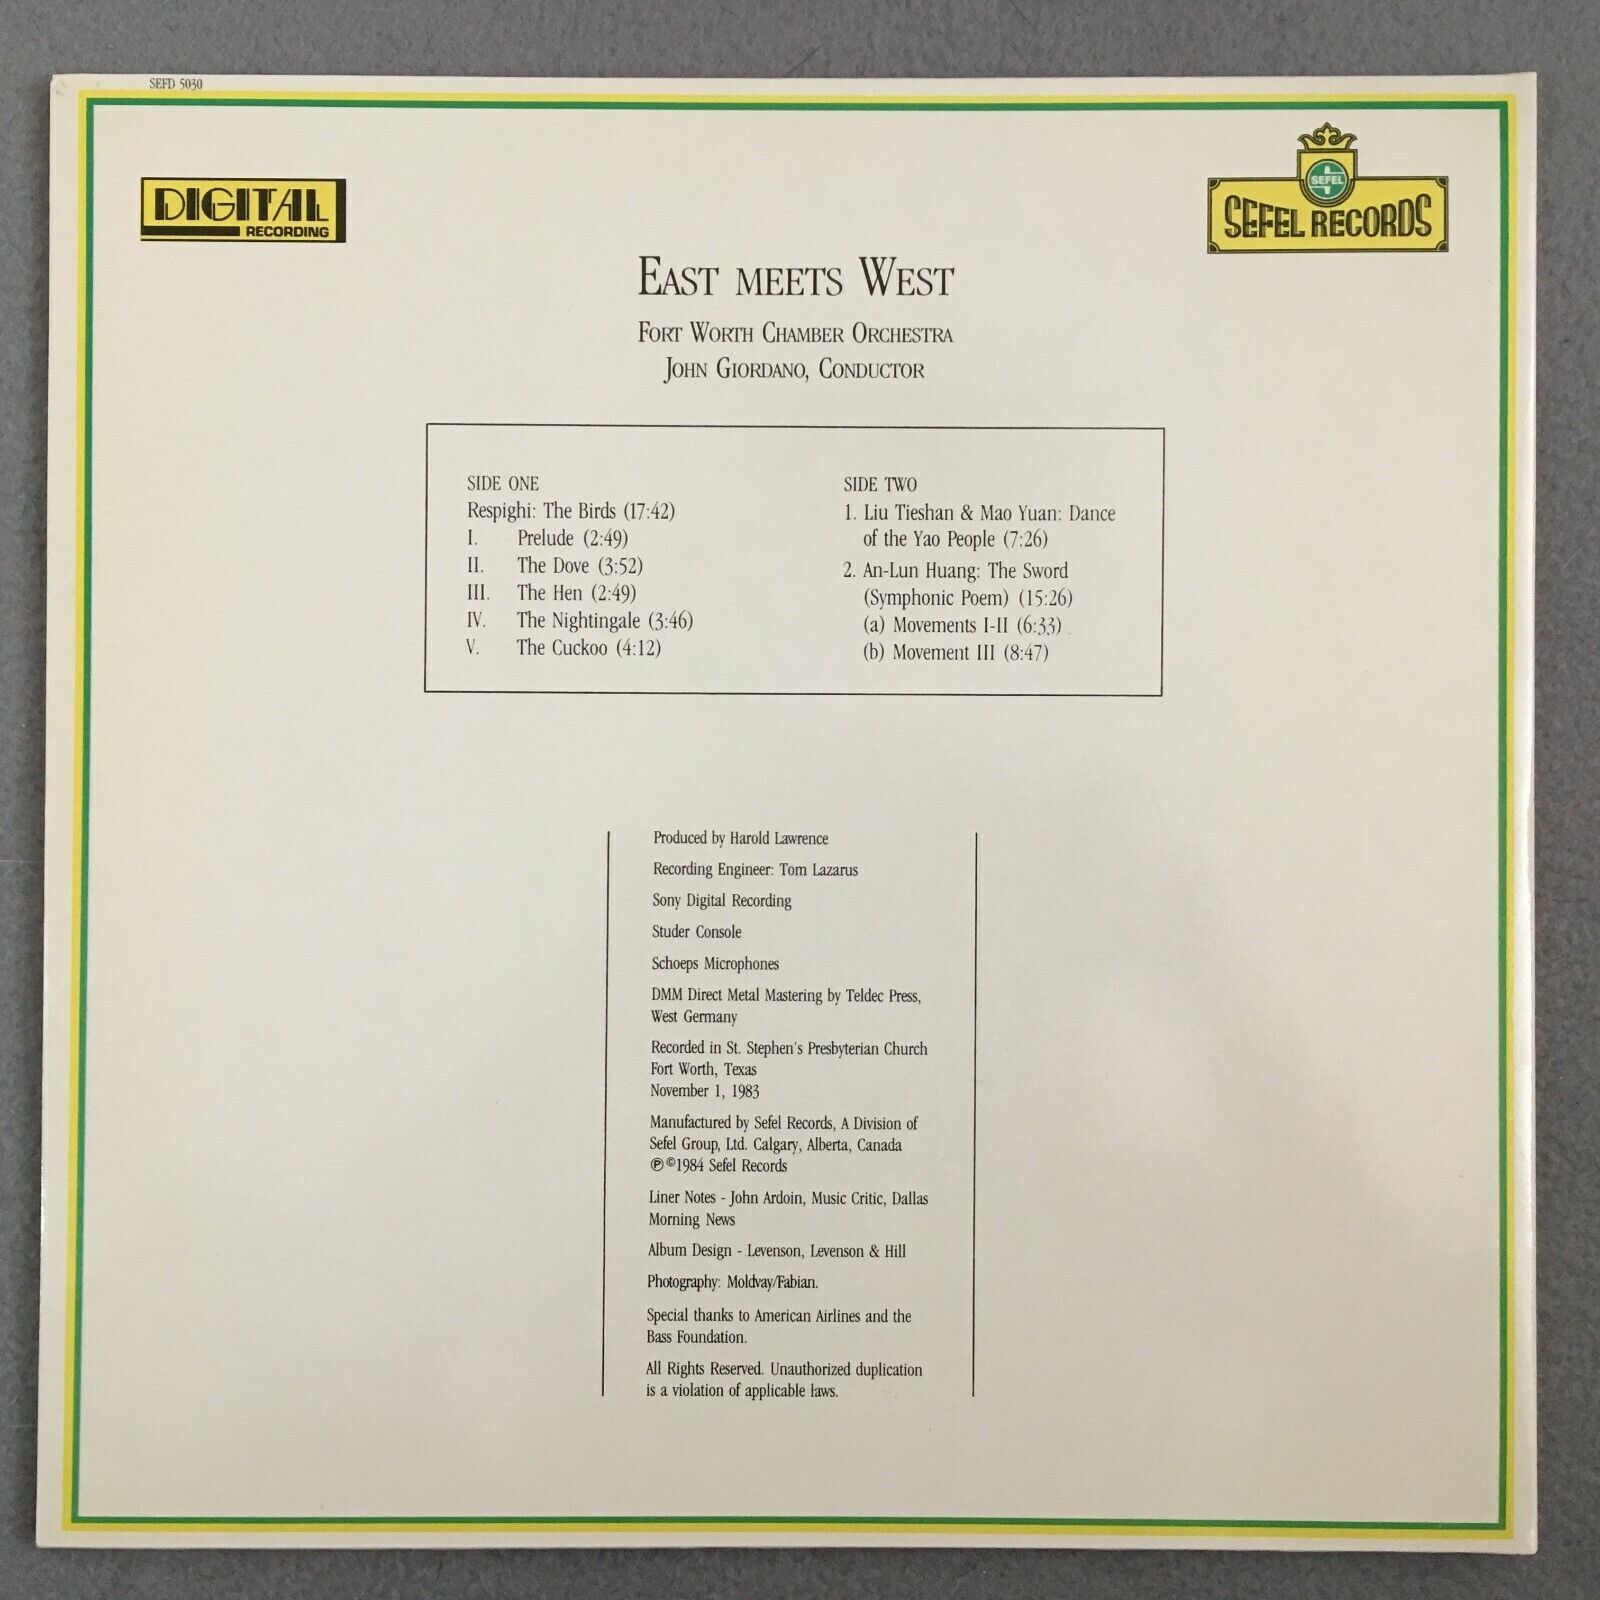 SEFD 5030
DIGITAL
RECORDING
SEFEL
SEFEL RECORDS
EAST MEETS WEST
FORT WORTH CHAMBER ORCHESTRA
JOHN GIORDANO, CONDUCTOR
SIDE ONE
Respighi: The Birds (17:42)
I. Prelude (2:49)
II. The Dove (3:52)
III. The Hen (2:49)
IV. The Nightingale (3:46)
V. The Cuckoo (4:12)
SIDE TWO
1. Liu Tieshan & Mao Yuan: Dance
of the Yao People (7:26)
2. An-Lun Huang: The Sword
(Symphonic Poem) (15:26)
(a) Movements I-II (6:33)
(b) Movement III (8:47)
Produced by Harold Lawrence
Recording Engineer: Tom Lazarus
Sony Digital Recording
Studer Console
Schoeps Microphones
DMM Direct Metal Mastering by Teldec Press,
West Germany
Recorded in St. Stephen's Presbyterian Church
Fort Worth, Texas
November 1, 1983
Manufactured by Sefel Records, A Division of
Sefel Group, Ltd. Calgary, Alberta, Canada
℗©1984 Sefel Records
Liner Notes - John Ardoin, Music Critic, Dallas
Morning News
Album Design - Levenson, Levenson & Hill
Photography: Moldvay/Fabian.
Special thanks to American Airlines and the
Bass Foundation.
All Rights Reserved. Unauthorized duplication
is a violation of applicable laws.